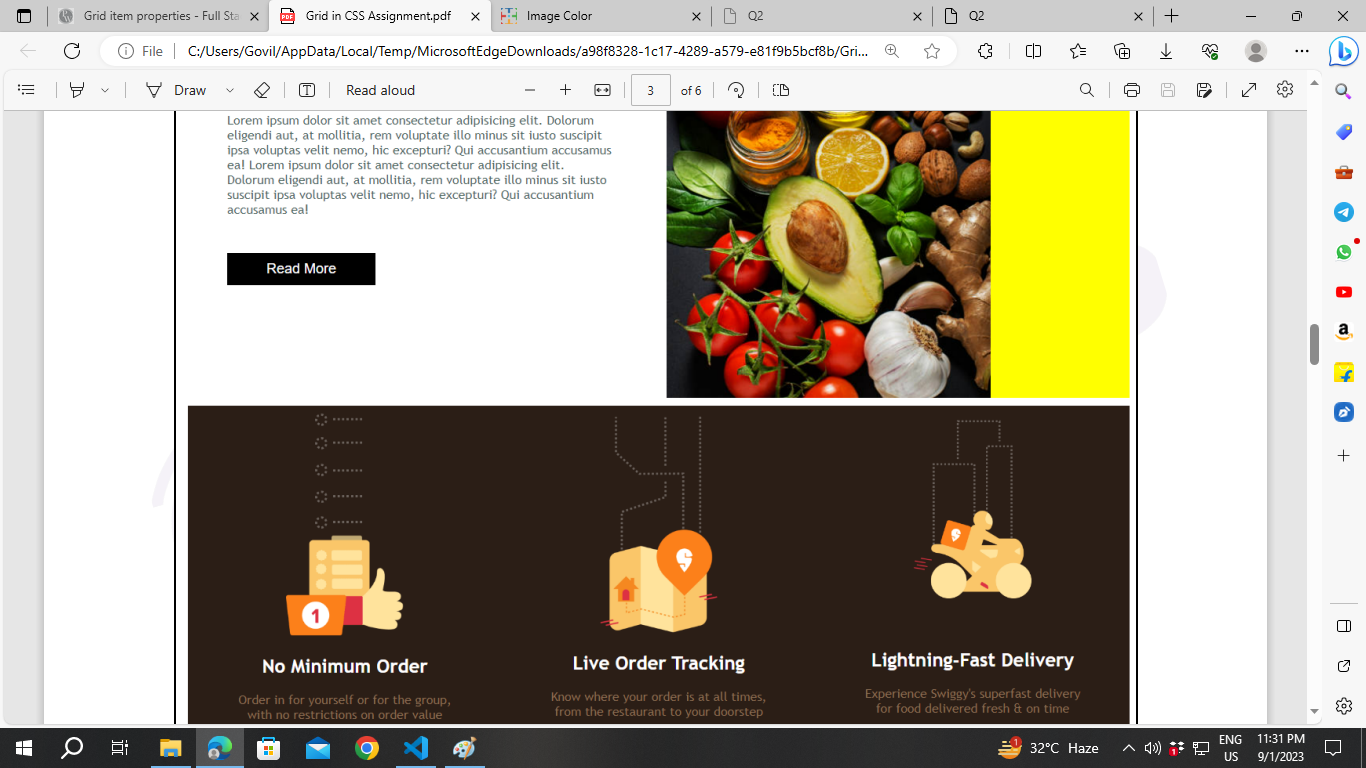 Grid item properties - Full Sta
Grid in CSS Assignment.pdf
Image Color
Q2
Q2
File
C:/Users/Govil/AppData/Local/Temp/MicrosoftEdgeDownloads/a98f8328-1c17-4289-a579-e81f9b5bcf8b/Gri...
Draw
Read aloud
3
of 6
Lorem ipsum dolor sit amet consectetur adipisicing elit. Dolorum
eligendi aut, at mollitia, rem voluptate illo minus sit iusto suscipit
ipsa voluptas velit nemo, hic excepturi? Qui accusantium accusamus
ea! Lorem ipsum dolor sit amet consectetur adipisicing elit.
Dolorum eligendi aut, at mollitia, rem voluptate illo minus sit iusto
suscipit ipsa voluptas velit nemo, hic excepturi? Qui accusantium
accusamus ea!
Read More
1
No Minimum Order
Order in for yourself or for the group,
with no restrictions on order value
Live Order Tracking
Know where your order is at all times,
from the restaurant to your doorstep
Lightning-Fast Delivery
Experience Swiggy's superfast delivery
for food delivered fresh & on time
1
32°C Haze
ENG
US
11:31 PM
9/1/2023